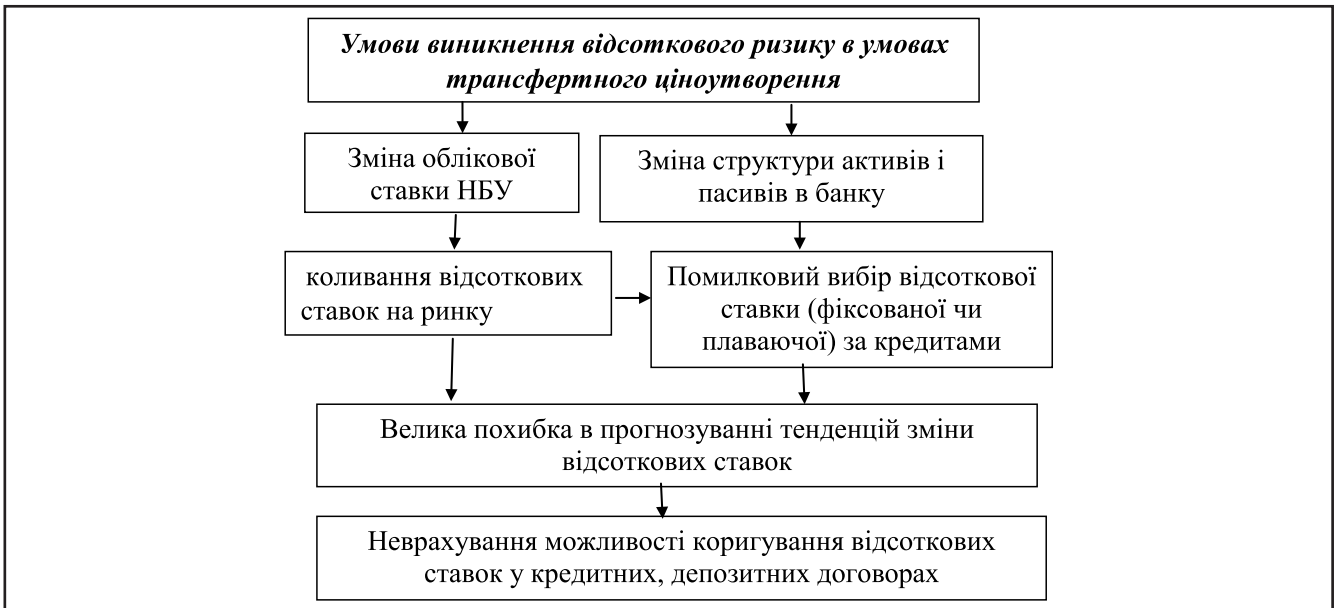 Умови виникнення відсоткового ризику в умовах
трансфертного ціноутворення
Зміна облікової
ставки НБУ
Зміна структури активів і
пасивів в банку
коливання відсоткових
ставок на ринку
Помилковий вибір відсоткової
ставки (фіксованої чи
плаваючої) за кредитами
Велика похибка в прогнозуванні тенденцій зміни
відсоткових ставок
Неврахування можливості коригування відсоткових
ставок у кредитних, депозитних договорах